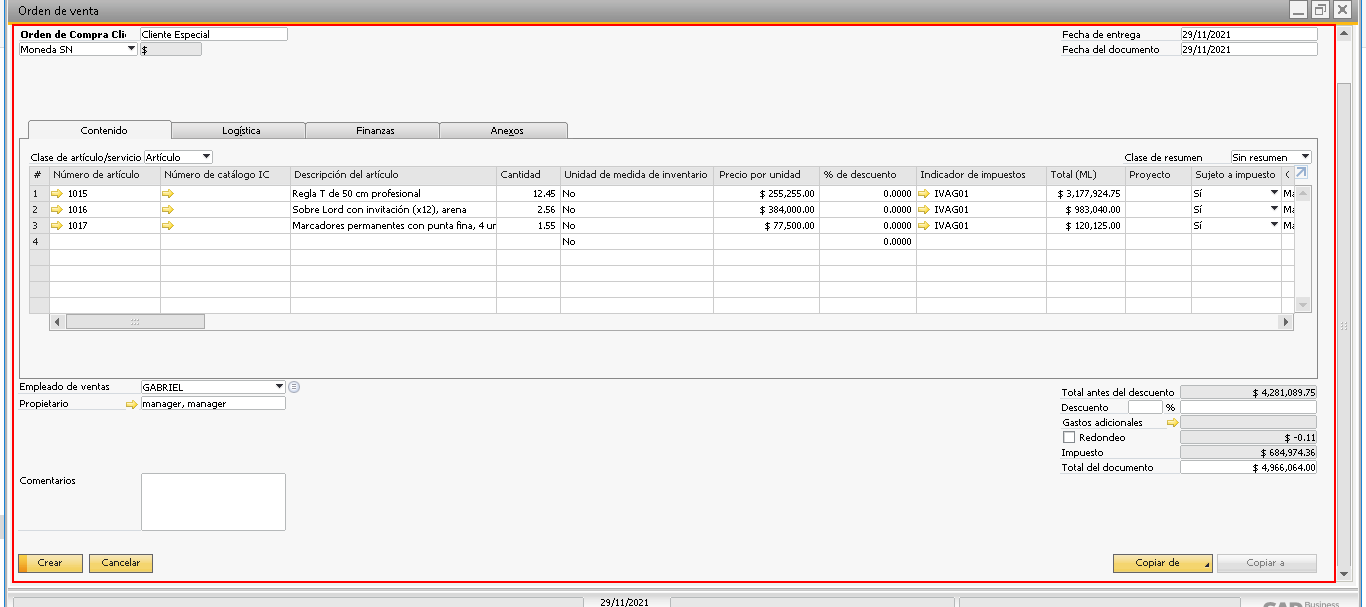 Orden de venta
Orden de Compra Cli Cliente Especial Fecha de entrega 29/11/2021
Moneda SN $ Fecha del documento 29/11/2021
Contenido Logística Finanzas Anexos
Clase de artículo/servicio Artículo Clase de resumen Sin resumen
# Número de artículo Número de catálogo IC Descripción del artículo Cantidad Unidad de medida de inventario Precio por unidad % de descuento Indicador de impuestos Total (ML) Proyecto Sujeto a impuesto
1 1015 Regla T de 50 cm profesional 12.45 No $ 255,255.00 0.0000 IVAG01 $ 3,177,924.75 Sí Ma
2 1016 Sobre Lord con invitación (x12), arena 2.56 No $ 384,000.00 0.0000 IVAG01 $ 983,040.00 Sí Ma
3 1017 Marcadores permanentes con punta fina, 4 ur 1.55 No $ 77,500.00 0.0000 IVAG01 $ 120,125.00 Sí Ma
4 No 0.0000
Empleado de ventas GABRIEL
Propietario manager, manager
Total antes del descuento $ 4,281,089.75
Descuento %
Gastos adicionales
Redondeo $ -0.11
Impuesto $ 684,974.36
Total del documento $ 4,966,064.00
Comentarios
Crear Cancelar Copiar de Copiar a
29/11/2021 Business